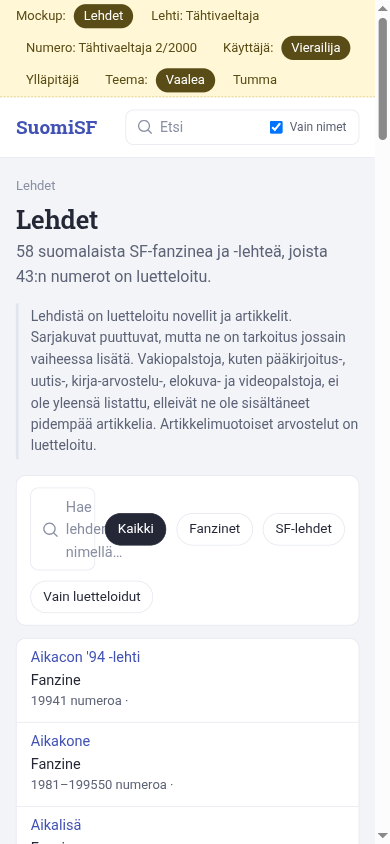 Mockup: Lehdet Lehti: Tähtivaeltaja
Numero: Tähtivaeltaja 2/2000 Käyttäjä: Vierailija
Ylläpitäjä Teema: Vaalea Tumma
SuomiSF Etsi Vain nimet
Lehdet
Lehdet
58 suomalaista SF-fanzinea ja -lehteä, joista
43:n numerot on luetteloitu.
Lehdistä on luetteloitu novellit ja artikkelit.
Sarjakuvat puuttuvat, mutta ne on tarkoitus jossain
vaiheessa lisätä. Vakiopalstoja, kuten pääkirjoitus-,
uutis-, kirja-arvostelu-, elokuva- ja videopalstoja, ei
ole yleensä listattu, elleivät ne ole sisältäneet
pidempää artikkelia. Artikkelimuotoiset arvostelut on
luetteloitu.
Hae
lehden
nimellä…
Kaikki Fanzinet SF-lehdet
Vain luetteloidut
Aikacon '94 -lehti
Fanzine
19941 numeroa ·
Aikakone
Fanzine
1981–199550 numeroa ·
Aikalisä